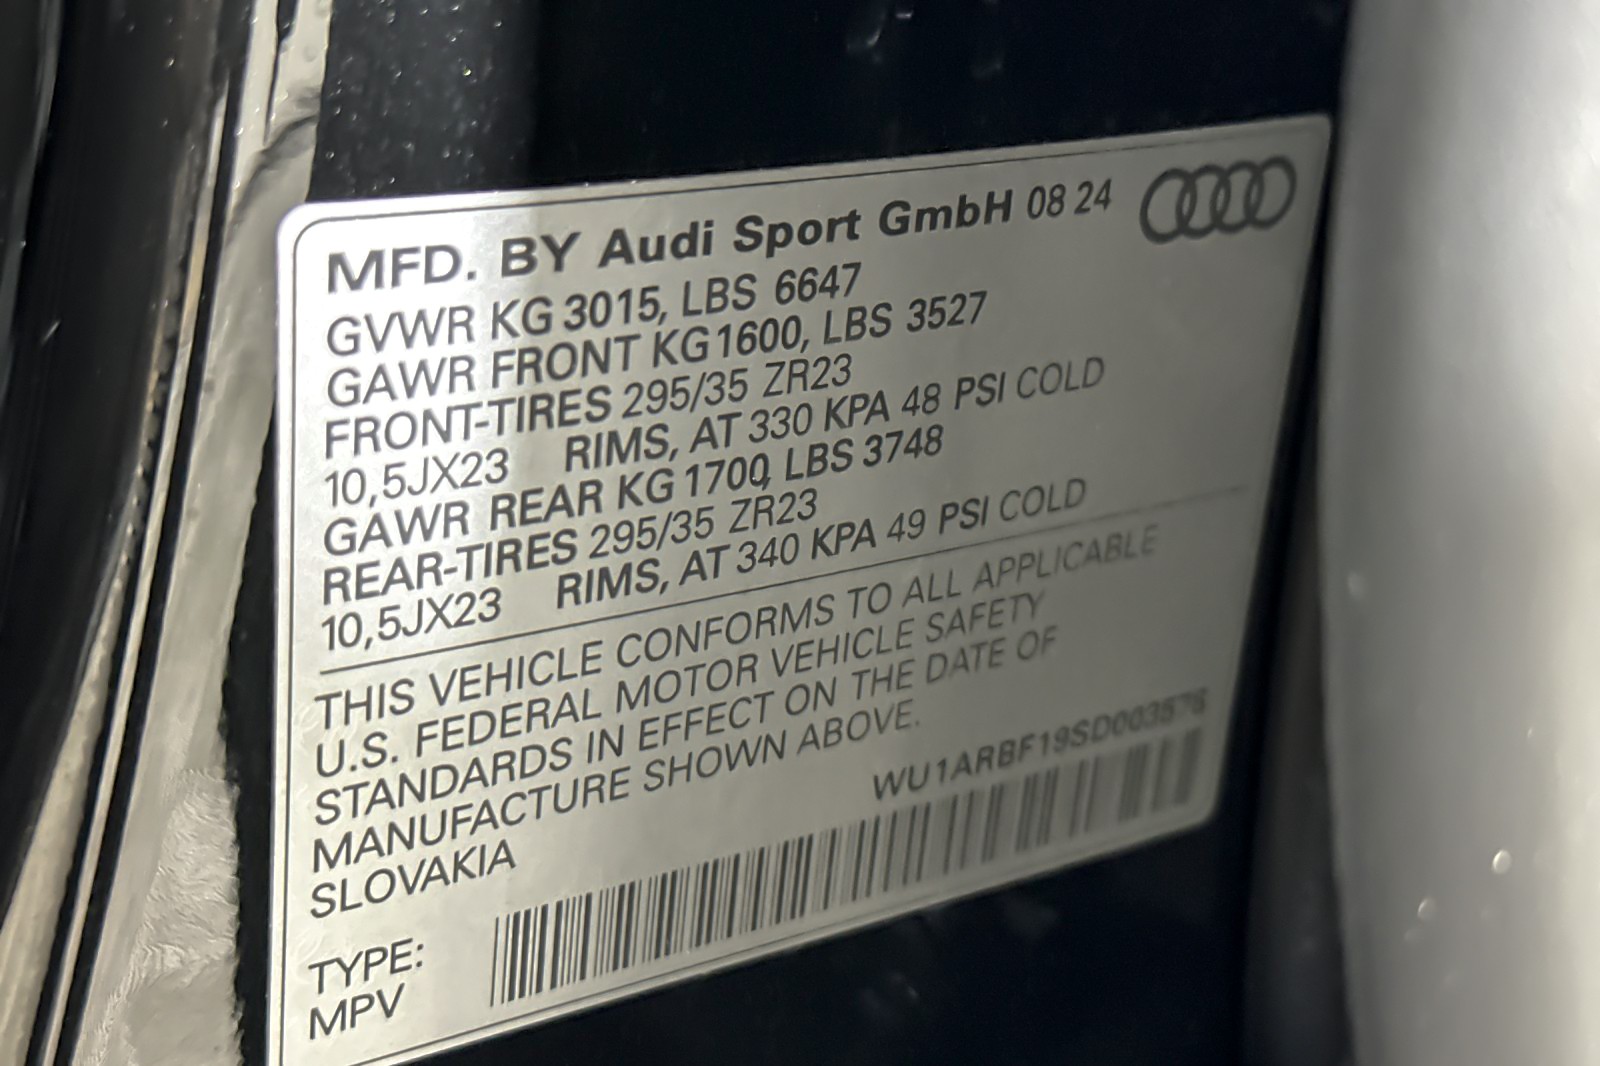 MFD. BY Audi Sport GmbH 08 24
GVWR KG 3015, LBS 6647
GAWR FRONT KG 1600, LBS 3527
FRONT-TIRES 295/35 ZR23
10,5JX23 RIMS, AT 330 KPA 48 PSI COLD
GAWR REAR KG 1700, LBS 3748
REAR-TIRES 295/35 ZR23
10,5JX23 RIMS, AT 340 KPA 49 PSI COLD
THIS VEHICLE CONFORMS TO ALL APPLICABLE
U.S. FEDERAL MOTOR VEHICLE SAFETY
STANDARDS IN EFFECT ON THE DATE OF
MANUFACTURE SHOWN ABOVE.
SLOVAKIA
TYPE:
MPV